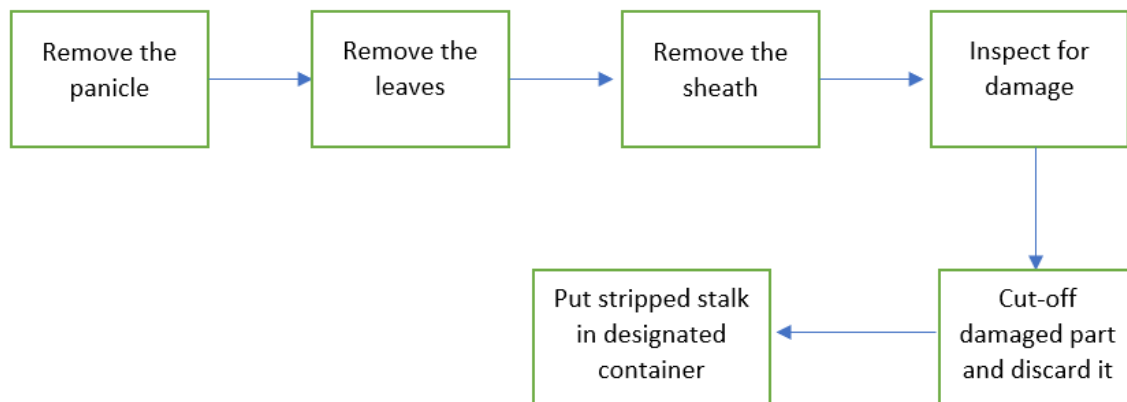 Remove the
panicle
Remove the
leaves
Remove the
sheath
Inspect for
damage
Cut-off
damaged part
and discard it
Put stripped stalk
in designated
container